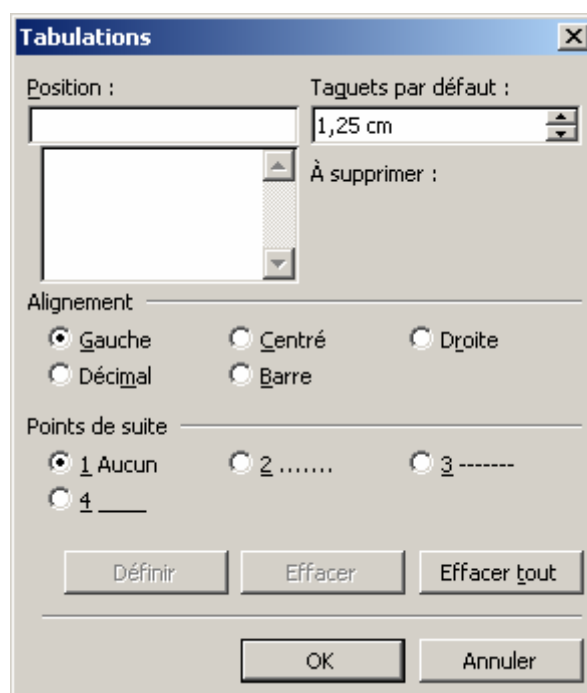 Tabulations
Position :
Taguets par défaut :
1,25 cm
À supprimer :
Alignement
Gauche
Centré
Droite
Décimal
Barre
Points de suite
1 Aucun
2 .......
3 -------
4 ____
Définir
Effacer
Effacer tout
OK
Annuler